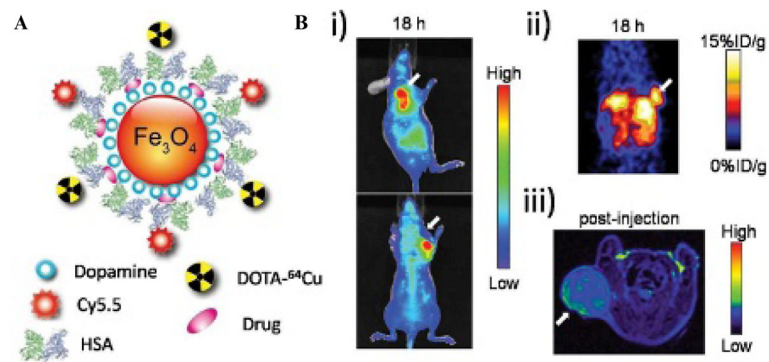 A
B
Fe3O4
Dopamine
Cy5.5
HSA
DOTA-64Cu
Drug
i)
18 h
High
Low
ii)
18 h
15%ID/g
0%ID/g
iii)
post-injection
High
Low